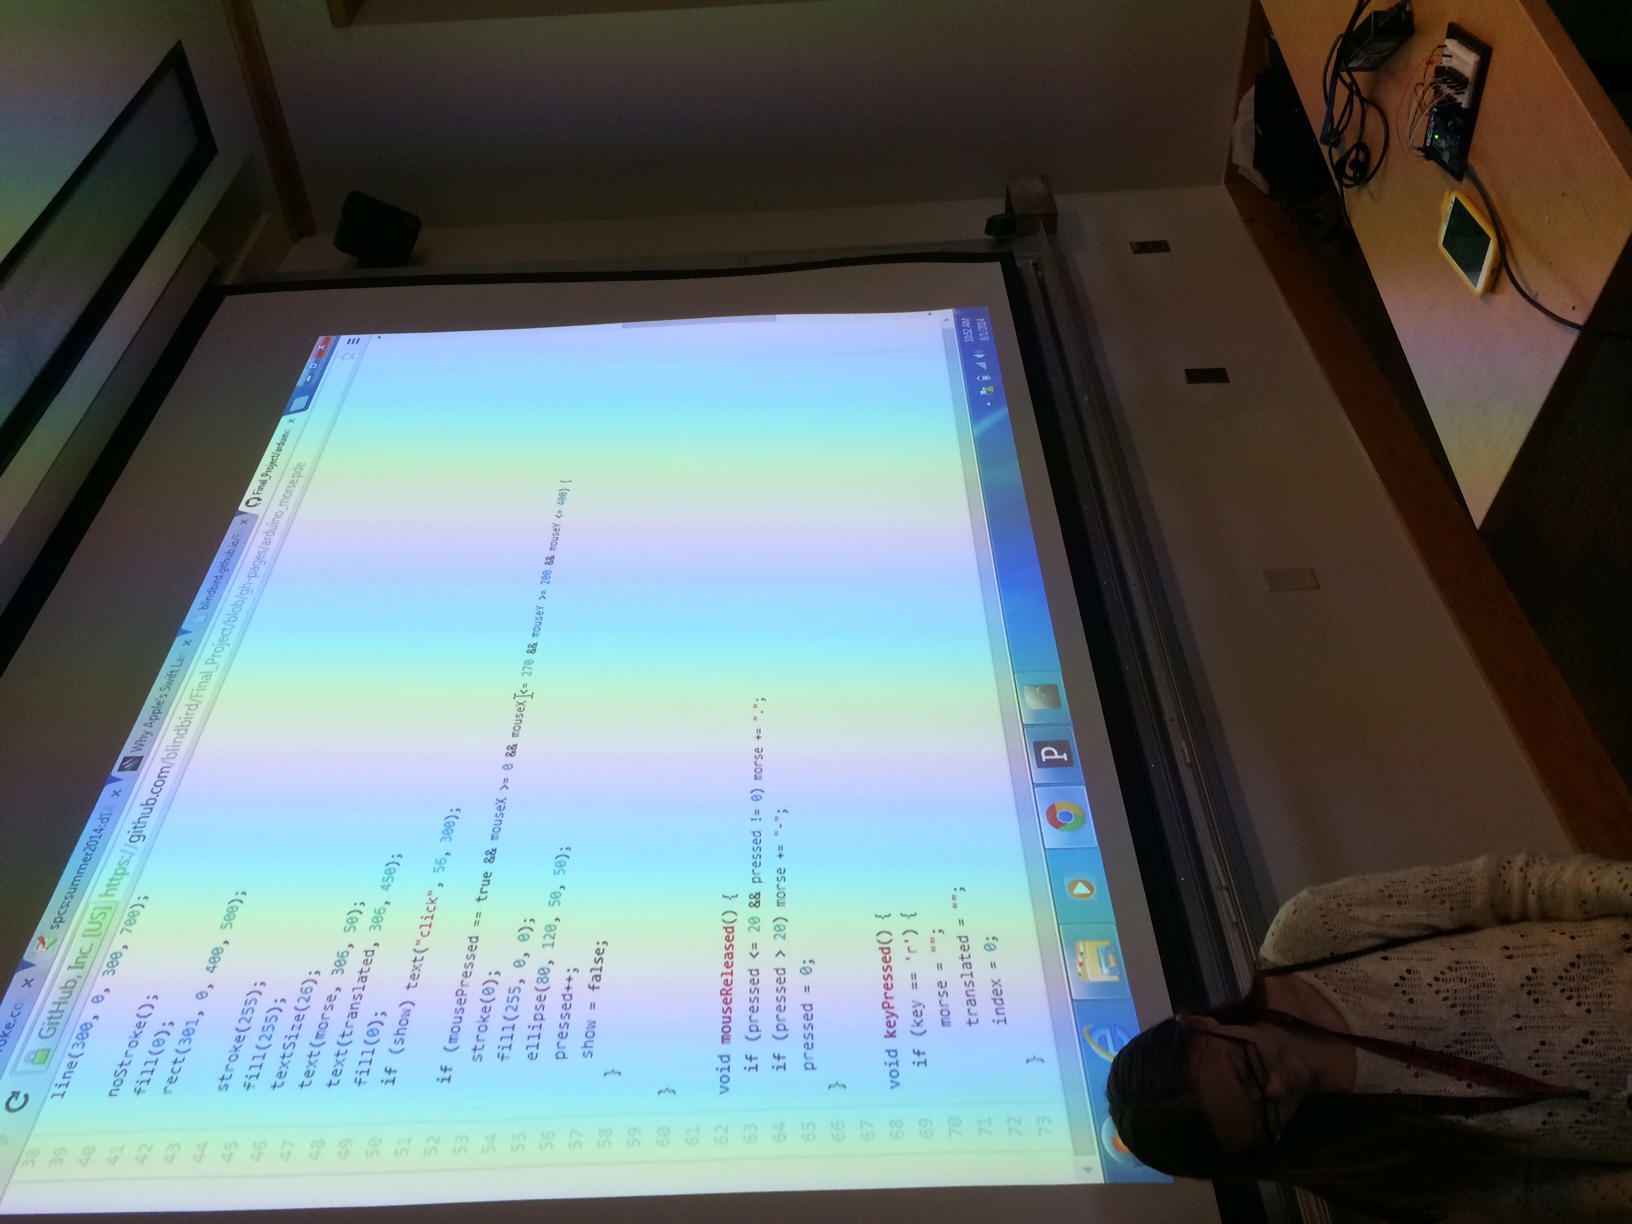 spcs:summer2014:d14
Why Apple's Swift La
blindbird.github.io/
Final_Project/arduino
GitHub, Inc. [US] https://github.com/blindbird/Final_Project/blob/gh-pages/arduino_morse.pde
38
39 line(300, 0, 300, 700);
40
41 noStroke();
42 fill(0);
43 rect(301, 0, 400, 500);
44
45 stroke(255);
46 fill(255);
47 textSize(26);
48 text(morse, 306, 50);
49 text(translated, 306, 450);
50 fill(0);
51 if (show) text("click", 56, 300);
52
53 if (mousePressed == true && mouseX >= 0 && mouseX <= 270 && mouseY >= 200 && mouseY <= 400) {
54 stroke(0);
55 fill(255, 0, 0);
56 ellipse(80, 120, 50, 50);
57 pressed++;
58 show = false;
59 }
60 }
61
62 void mouseReleased() {
63 if (pressed <= 20 && pressed != 0) morse += ".";
64 if (pressed > 20) morse += "-";
65 pressed = 0;
66 }
67
68 void keyPressed() {
69 if (key == 'r') {
70 morse = "";
71 translated = "";
72 index = 0;
73 }
P
10:52 AM
8/1/2014